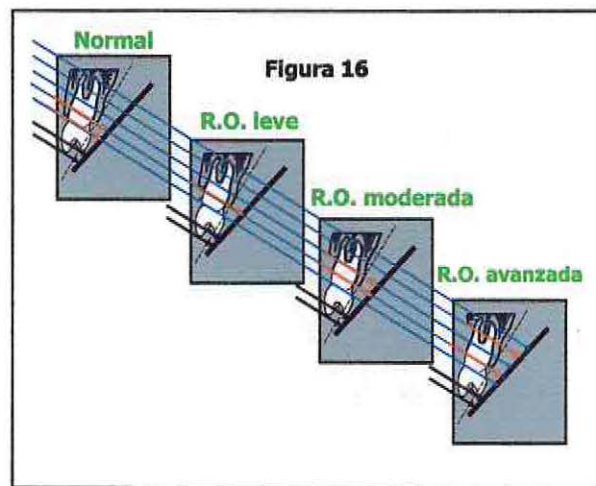 Normal
Figura 16
R.O. leve
R.O. moderada
R.O. avanzada